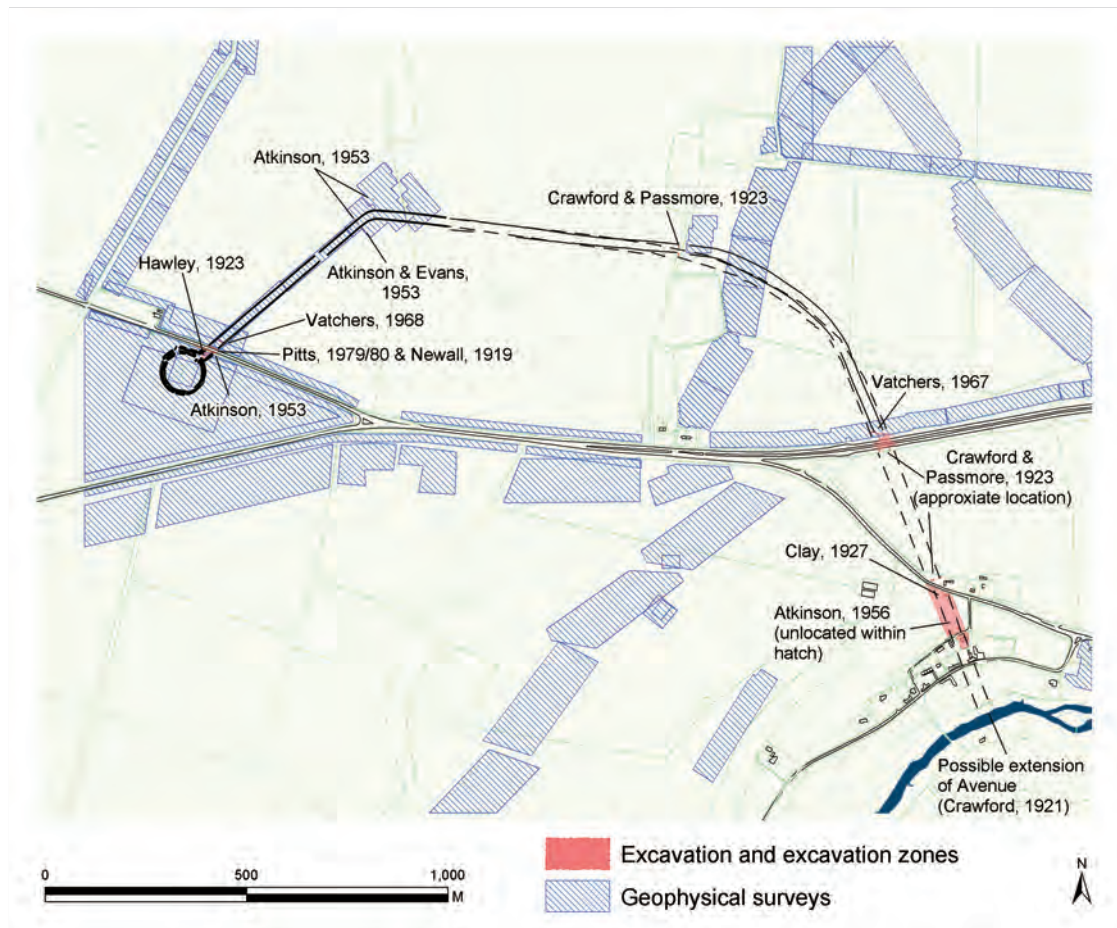 Atkinson, 1953
Crawford & Passmore, 1923
Hawley, 1923
Atkinson & Evans,
1953
Vatchers, 1968
Pitts, 1979/80 & Newall, 1919
Atkinson, 1953
Vatchers, 1967
Crawford &
Passmore,
1923
(approxiate location)
Clay, 1927
Atkinson, 1956
(unlocated within
hatch)
Possible extension
of Avenue
(Crawford, 1921)
0 500 1,000
M
Excavation and excavation zones
Geophysical surveys
N